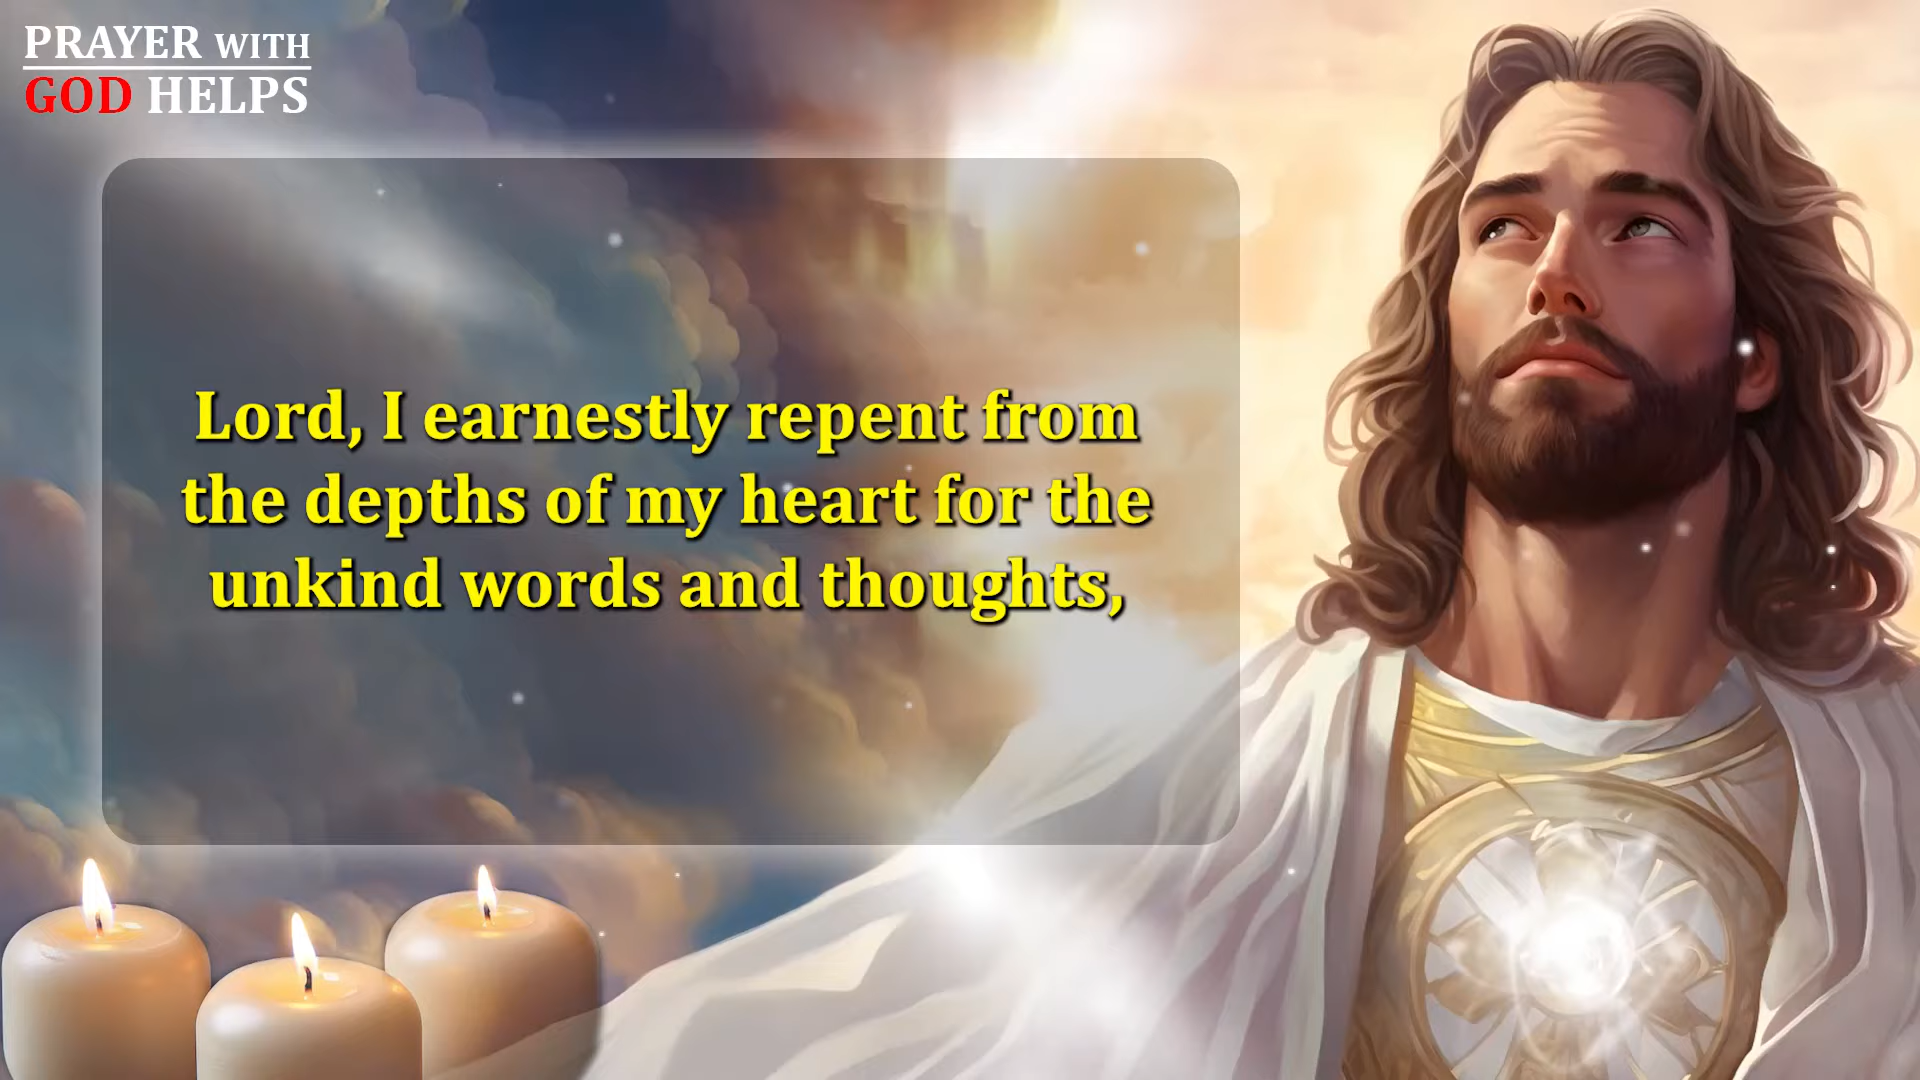 PRAYER WITH
GOD HELPS
Lord, I earnestly repent from
the depths of my heart for the
unkind words and thoughts,